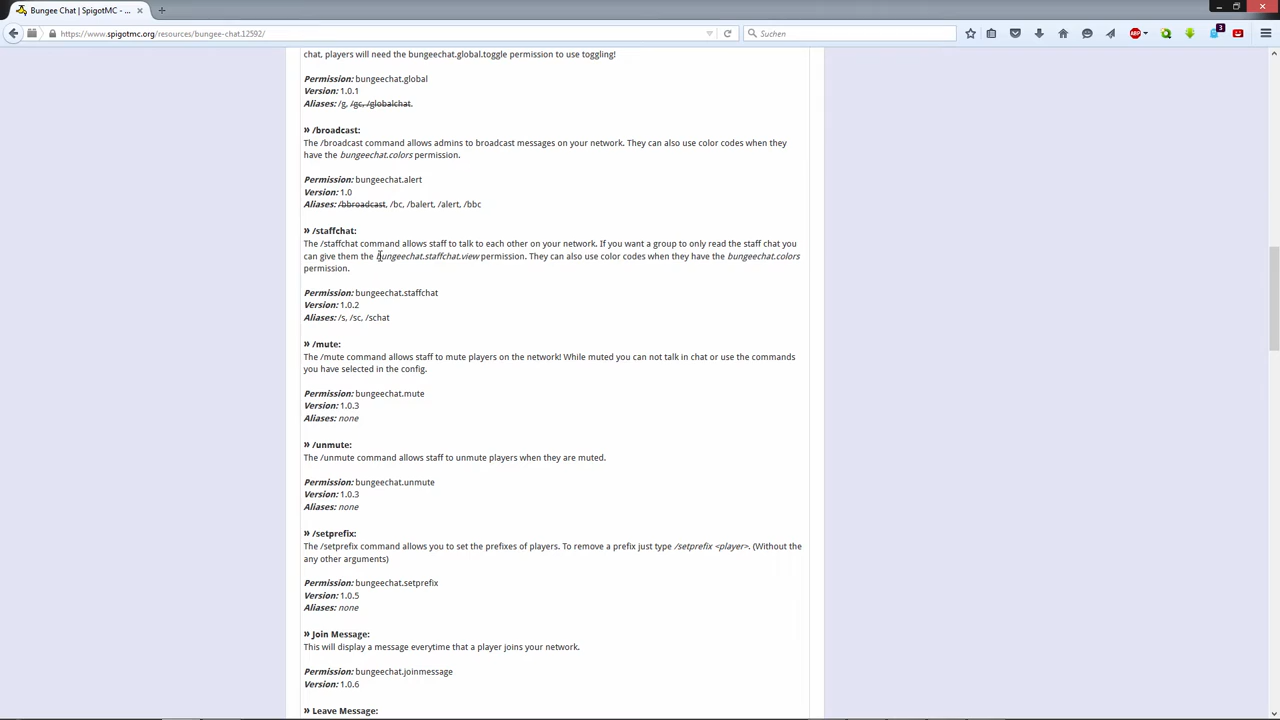 Bungee Chat | SpigotMC - ...
https://www.spigotmc.org/resources/bungee-chat.12592/
Suchen
ABP
3
chat, players will need the bungeechat.global.toggle permission to use toggling!
Permission: bungeechat.global
Version: 1.0.1
Aliases: /g, /gc, /globalchat.
» /broadcast:
The /broadcast command allows admins to broadcast messages on your network. They can also use color codes when they
have the bungeechat.colors permission.
Permission: bungeechat.alert
Version: 1.0
Aliases: /bbroadcast, /bc, /balert, /alert, /bbc
» /staffchat:
The /staffchat command allows staff to talk to each other on your network. If you want a group to only read the staff chat you
can give them the bungeechat.staffchat.view permission. They can also use color codes when they have the bungeechat.colors
permission.
Permission: bungeechat.staffchat
Version: 1.0.2
Aliases: /s, /sc, /schat
» /mute:
The /mute command allows staff to mute players on the network! While muted you can not talk in chat or use the commands
you have selected in the config.
Permission: bungeechat.mute
Version: 1.0.3
Aliases: none
» /unmute:
The /unmute command allows staff to unmute players when they are muted.
Permission: bungeechat.unmute
Version: 1.0.3
Aliases: none
» /setprefix:
The /setprefix command allows you to set the prefixes of players. To remove a prefix just type /setprefix <player>. (Without the
any other arguments)
Permission: bungeechat.setprefix
Version: 1.0.5
Aliases: none
» Join Message:
This will display a message everytime that a player joins your network.
Permission: bungeechat.joinmessage
Version: 1.0.6
» Leave Message: